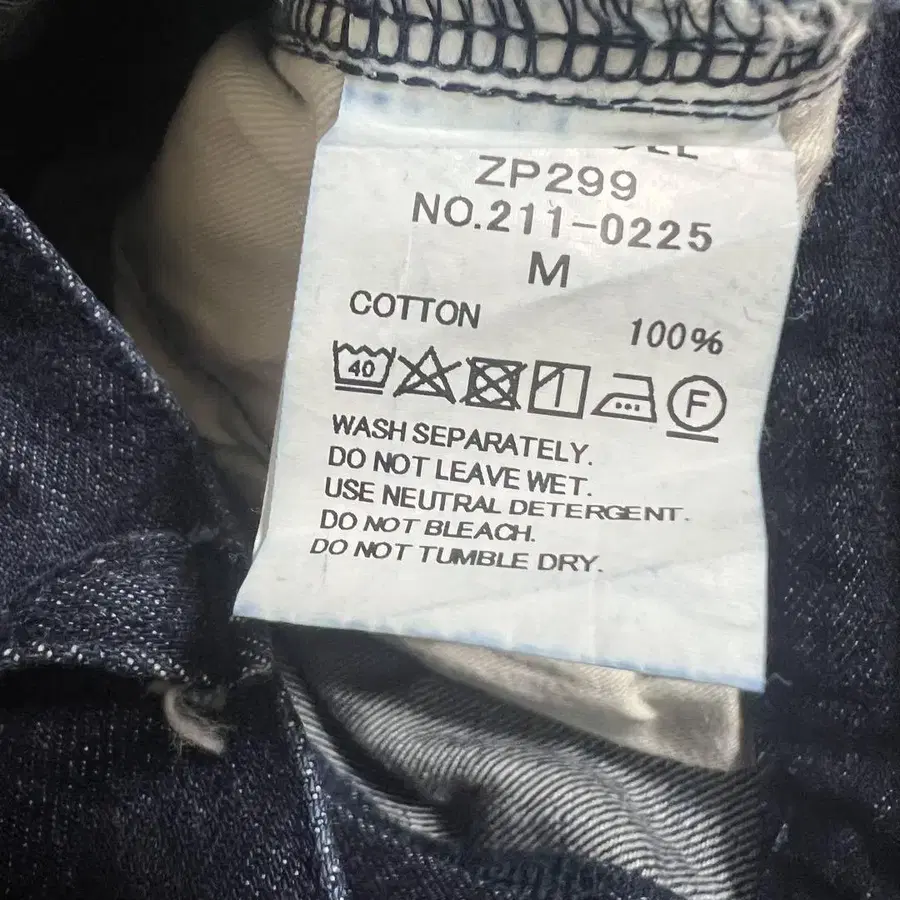 ZP299
NO.211-0225
M
COTTON 100%
40 F
WASH SEPARATELY.
DO NOT LEAVE WET.
USE NEUTRAL DETERGENT.
DO NOT BLEACH.
DO NOT TUMBLE DRY.